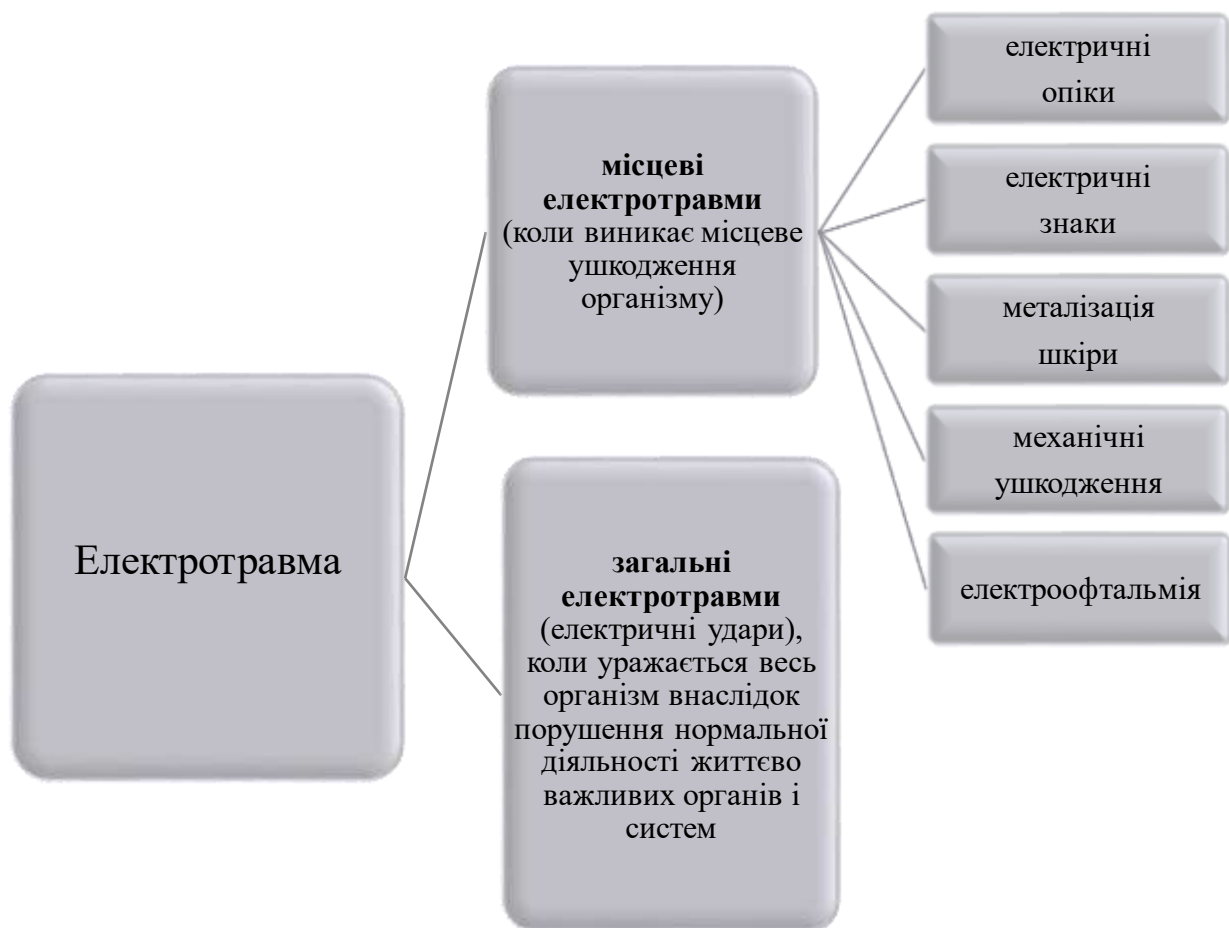 Електротравма
місцеві
електротравми
(коли виникає місцеве
ушкодження
організму)
електричні
опіки
електричні
знаки
металізація
шкіри
механічні
ушкодження
електроофтальмія
загальні
електротравми
(електричні удари),
коли уражається весь
організм внаслідок
порушення нормальної
діяльності життєво
важливих органів і
систем